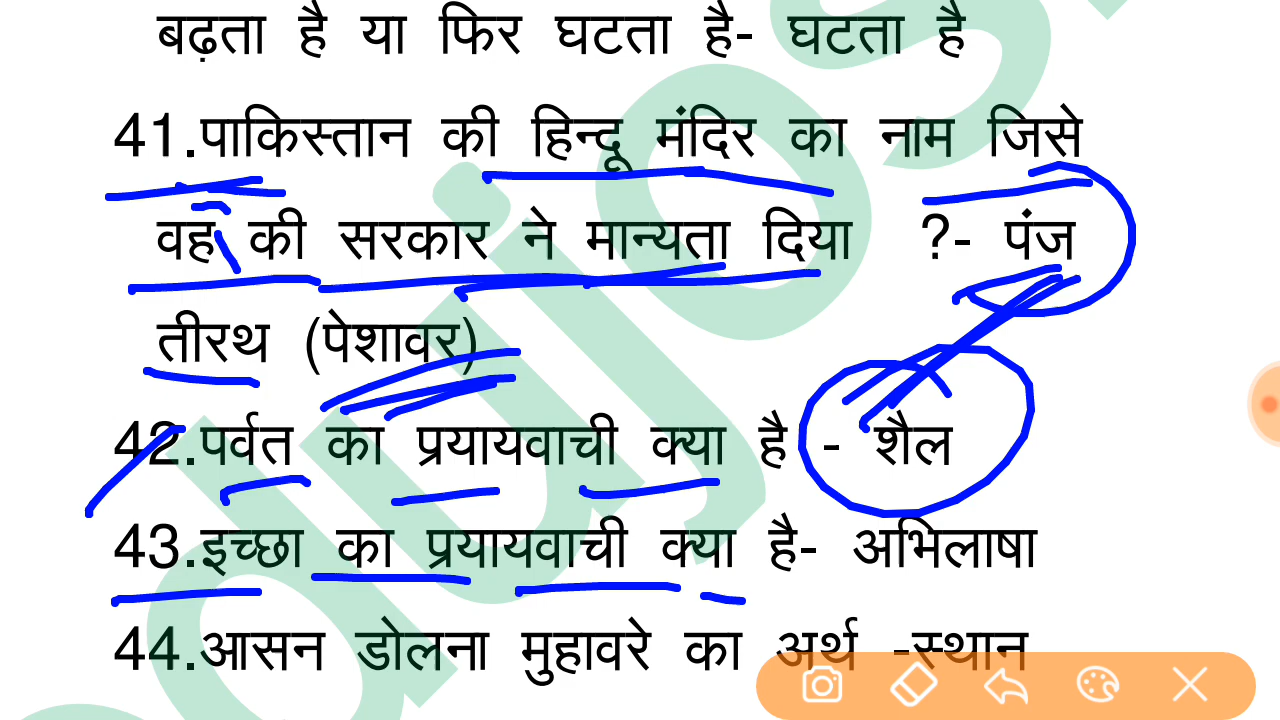 बढ़ता है या फिर घटता है- घटता है
41.पाकिस्तान की हिन्दू मंदिर का नाम जिसे
वह की सरकार ने मान्यता दिया ?- पंज
तीरथ (पेशावर)
42.पर्वत का प्रयायवाची क्या है - शैल
43.इच्छा का प्रयायवाची क्या है- अभिलाषा
44.आसन डोलना मुहावरे का अर्थ -स्थान